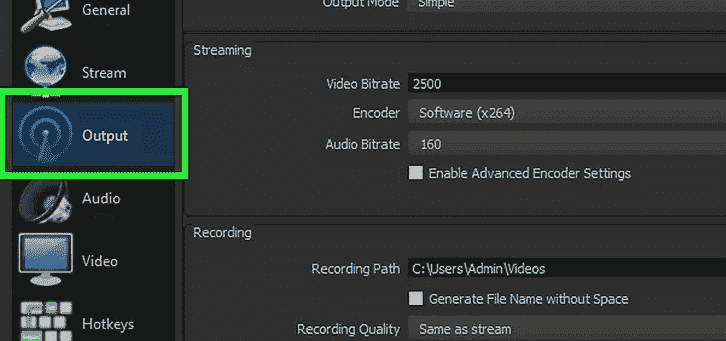 General
Stream
Output
Audio
Video
Hotkeys
Output Mode Simple
Streaming
Video Bitrate 2500
Encoder Software (x264)
Audio Bitrate 160
Enable Advanced Encoder Settings
Recording
Recording Path C:\Users\Admin\Videos
Generate File Name without Space
Recording Quality Same as stream